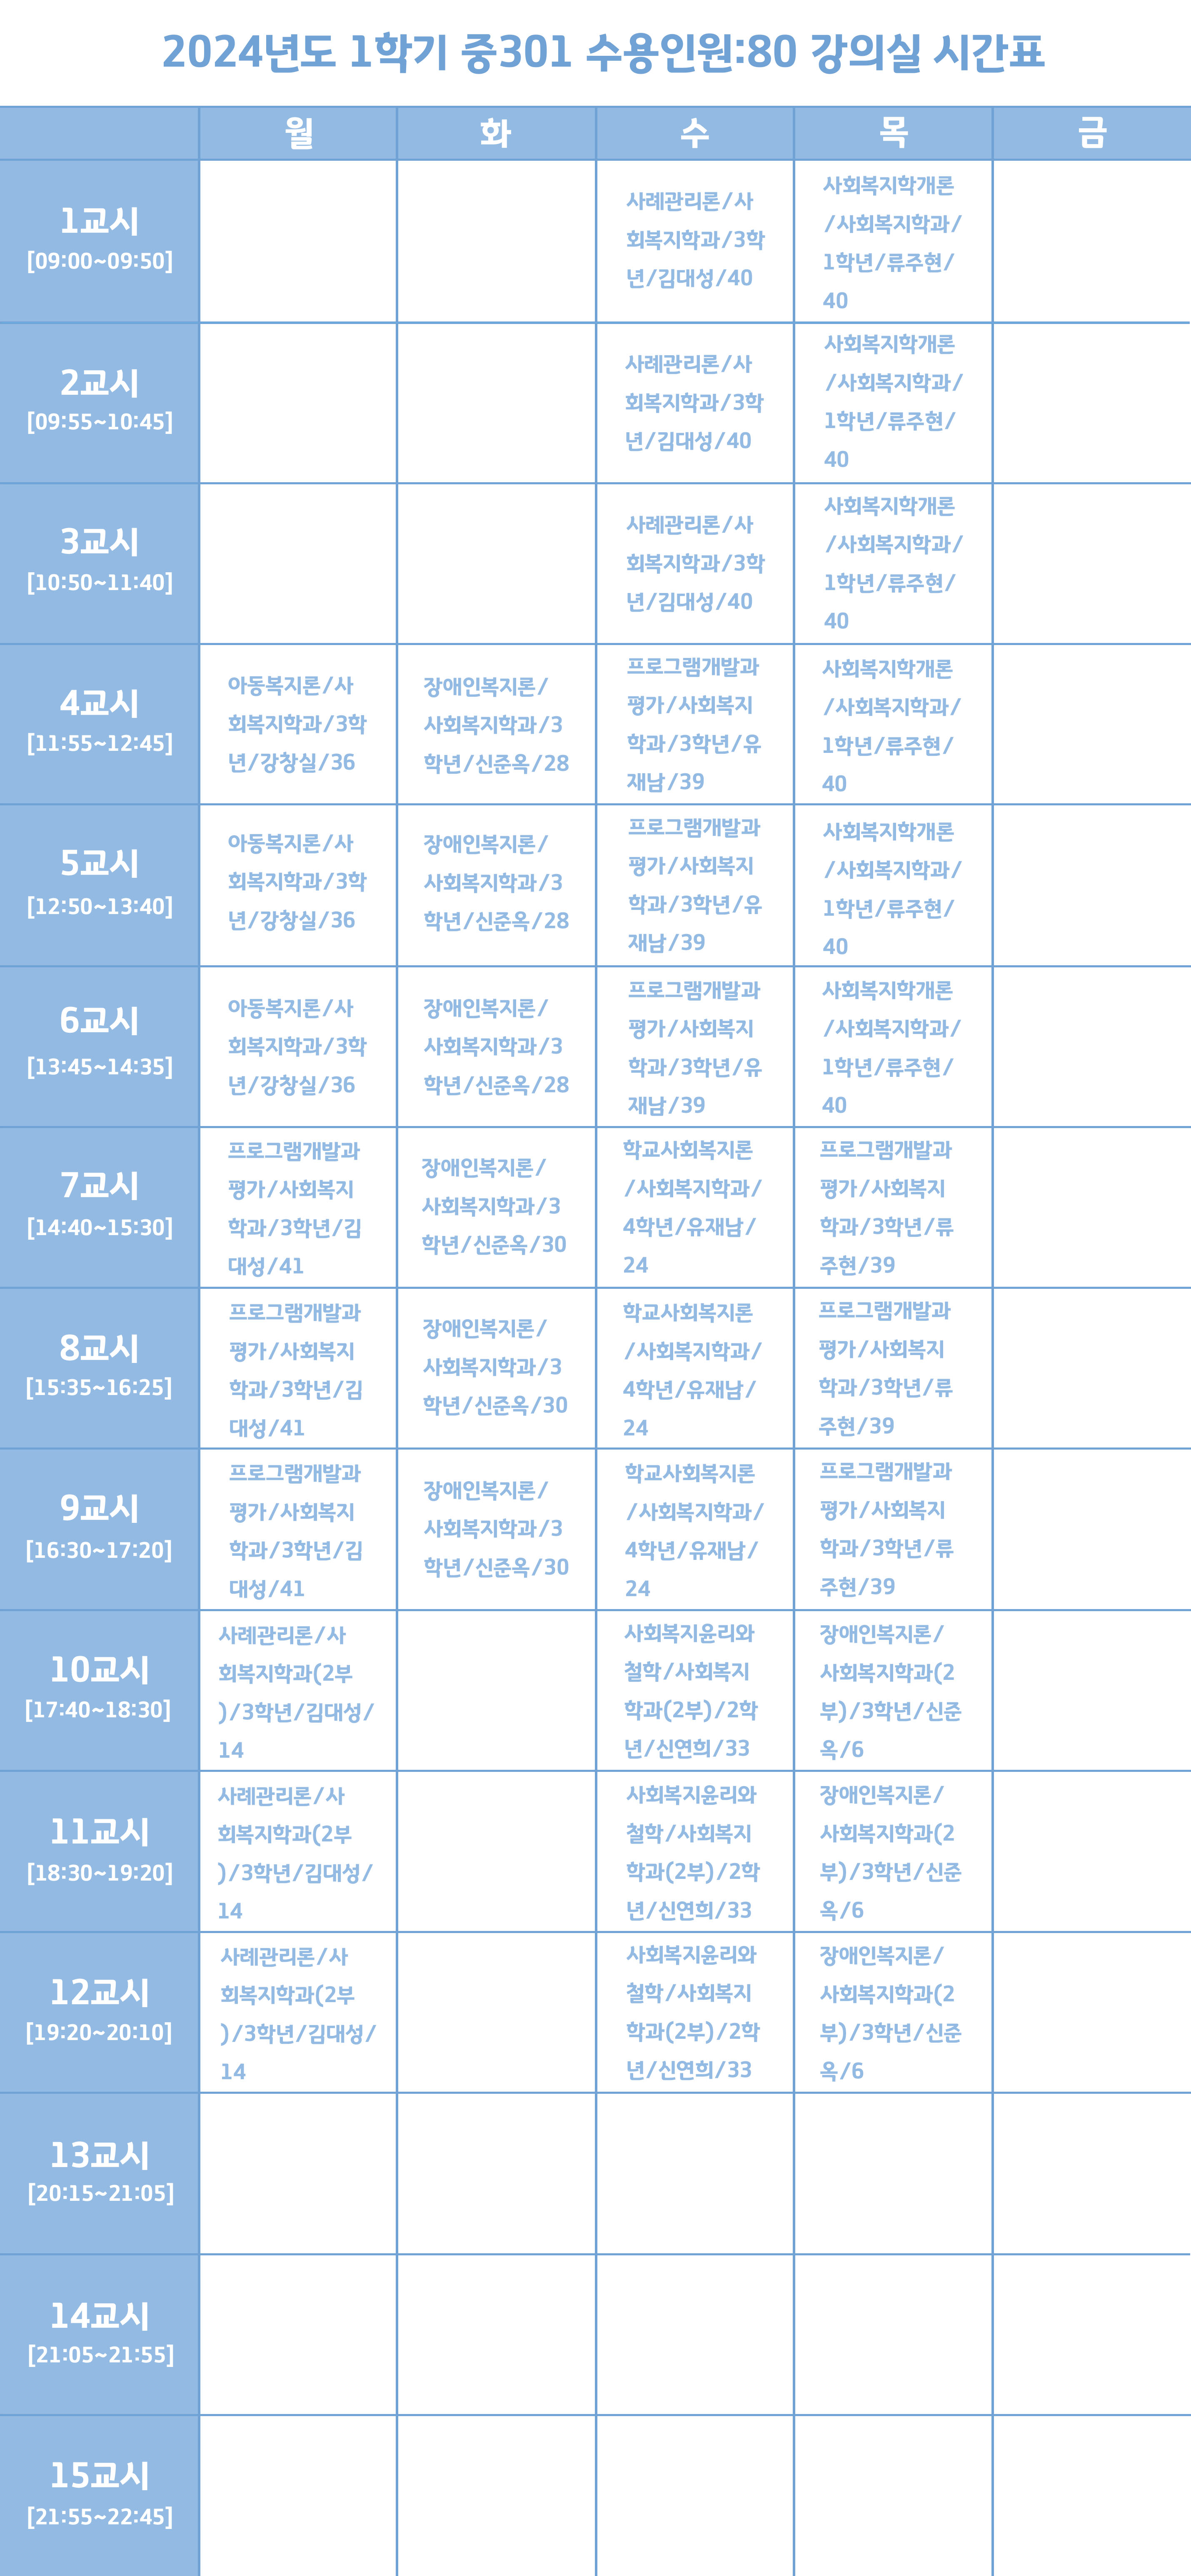 2024년도 1학기 중301 수용인원:80 강의실 시간표
월 화 수 목 금
1교시
[09:00~09:50]
사례관리론/사
회복지학과/3학
년/김대성/40
사회복지학개론
/사회복지학과/
1학년/류주현/
40
2교시
[09:55~10:45]
사례관리론/사
회복지학과/3학
년/김대성/40
사회복지학개론
/사회복지학과/
1학년/류주현/
40
3교시
[10:50~11:40]
사례관리론/사
회복지학과/3학
년/김대성/40
사회복지학개론
/사회복지학과/
1학년/류주현/
40
4교시
[11:55~12:45]
아동복지론/사
회복지학과/3학
년/강창실/36
장애인복지론/
사회복지학과/3
학년/신준옥/28
프로그램개발과
평가/사회복지
학과/3학년/유
재남/39
사회복지학개론
/사회복지학과/
1학년/류주현/
40
5교시
[12:50~13:40]
아동복지론/사
회복지학과/3학
년/강창실/36
장애인복지론/
사회복지학과/3
학년/신준옥/28
프로그램개발과
평가/사회복지
학과/3학년/유
재남/39
사회복지학개론
/사회복지학과/
1학년/류주현/
40
6교시
[13:45~14:35]
아동복지론/사
회복지학과/3학
년/강창실/36
장애인복지론/
사회복지학과/3
학년/신준옥/28
프로그램개발과
평가/사회복지
학과/3학년/유
재남/39
사회복지학개론
/사회복지학과/
1학년/류주현/
40
7교시
[14:40~15:30]
프로그램개발과
평가/사회복지
학과/3학년/김
대성/41
장애인복지론/
사회복지학과/3
학년/신준옥/30
학교사회복지론
/사회복지학과/
4학년/유재남/
24
프로그램개발과
평가/사회복지
학과/3학년/류
주현/39
8교시
[15:35~16:25]
프로그램개발과
평가/사회복지
학과/3학년/김
대성/41
장애인복지론/
사회복지학과/3
학년/신준옥/30
학교사회복지론
/사회복지학과/
4학년/유재남/
24
프로그램개발과
평가/사회복지
학과/3학년/류
주현/39
9교시
[16:30~17:20]
프로그램개발과
평가/사회복지
학과/3학년/김
대성/41
장애인복지론/
사회복지학과/3
학년/신준옥/30
학교사회복지론
/사회복지학과/
4학년/유재남/
24
프로그램개발과
평가/사회복지
학과/3학년/류
주현/39
10교시
[17:40~18:30]
사례관리론/사
회복지학과(2부
)/3학년/김대성/
14
사회복지윤리와
철학/사회복지
학과(2부)/2학
년/신연희/33
장애인복지론/
사회복지학과(2
부)/3학년/신준
옥/6
11교시
[18:30~19:20]
사례관리론/사
회복지학과(2부
)/3학년/김대성/
14
사회복지윤리와
철학/사회복지
학과(2부)/2학
년/신연희/33
장애인복지론/
사회복지학과(2
부)/3학년/신준
옥/6
12교시
[19:20~20:10]
사례관리론/사
회복지학과(2부
)/3학년/김대성/
14
사회복지윤리와
철학/사회복지
학과(2부)/2학
년/신연희/33
장애인복지론/
사회복지학과(2
부)/3학년/신준
옥/6
13교시
[20:15~21:05]
14교시
[21:05~21:55]
15교시
[21:55~22:45]